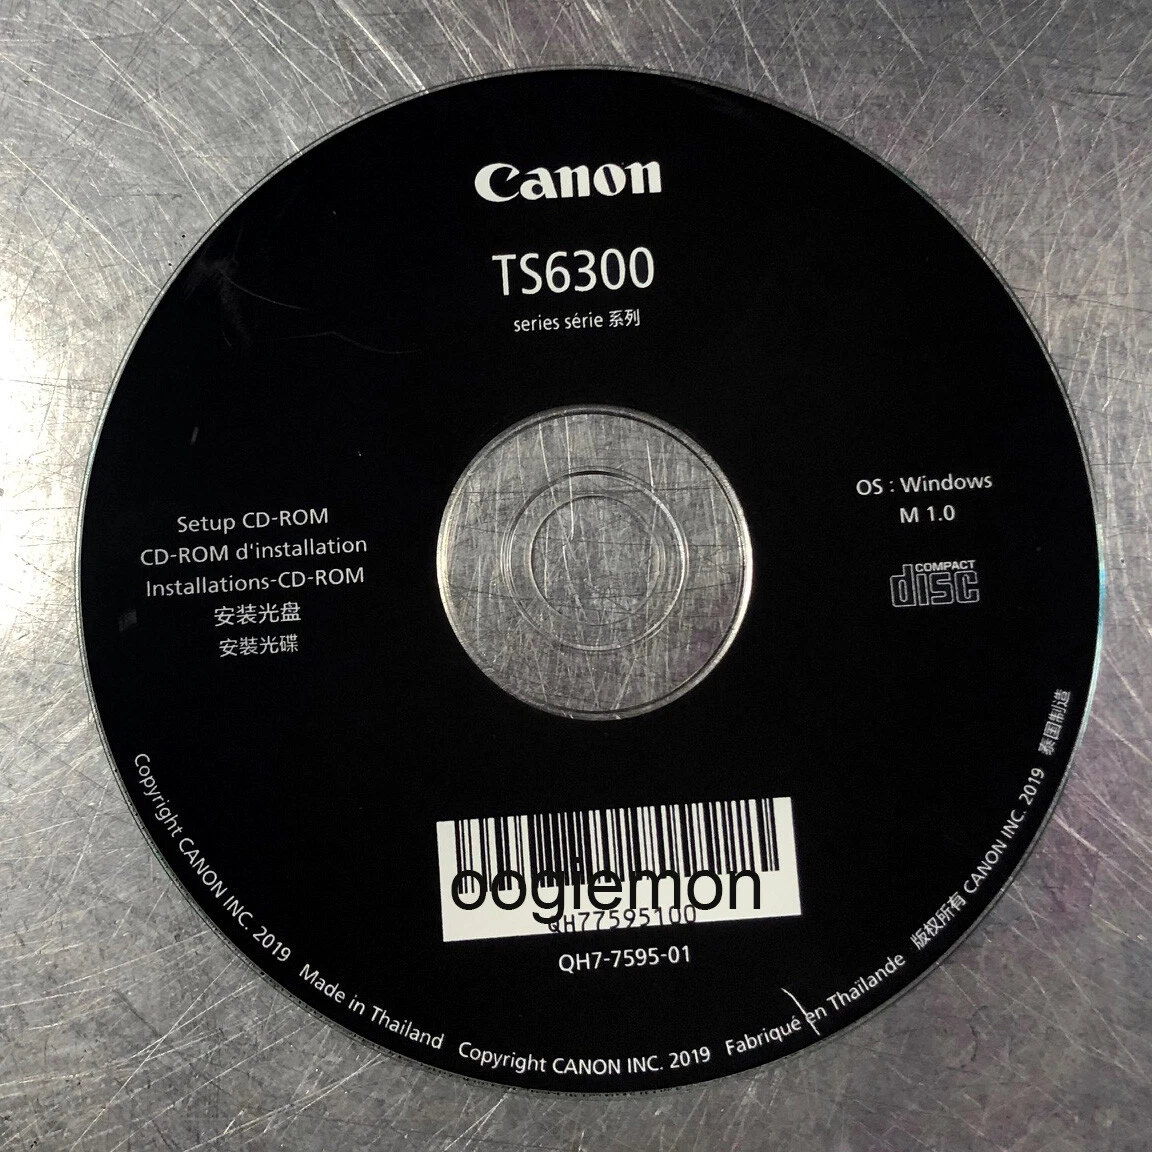 Canon
TS6300
series série 系列
OS : Windows
M 1.0
COMPACT
disc
Setup CD-ROM
CD-ROM d'installation
Installations-CD-ROM
安装光盘
安裝光碟
oogiemon
QH77595100
QH7-7595-01
Copyright CANON INC. 2019 Made in Thailand Copyright CANON INC. 2019 Fabriqué en Thaïlande 版权所有 CANON INC. 2019 泰国制造